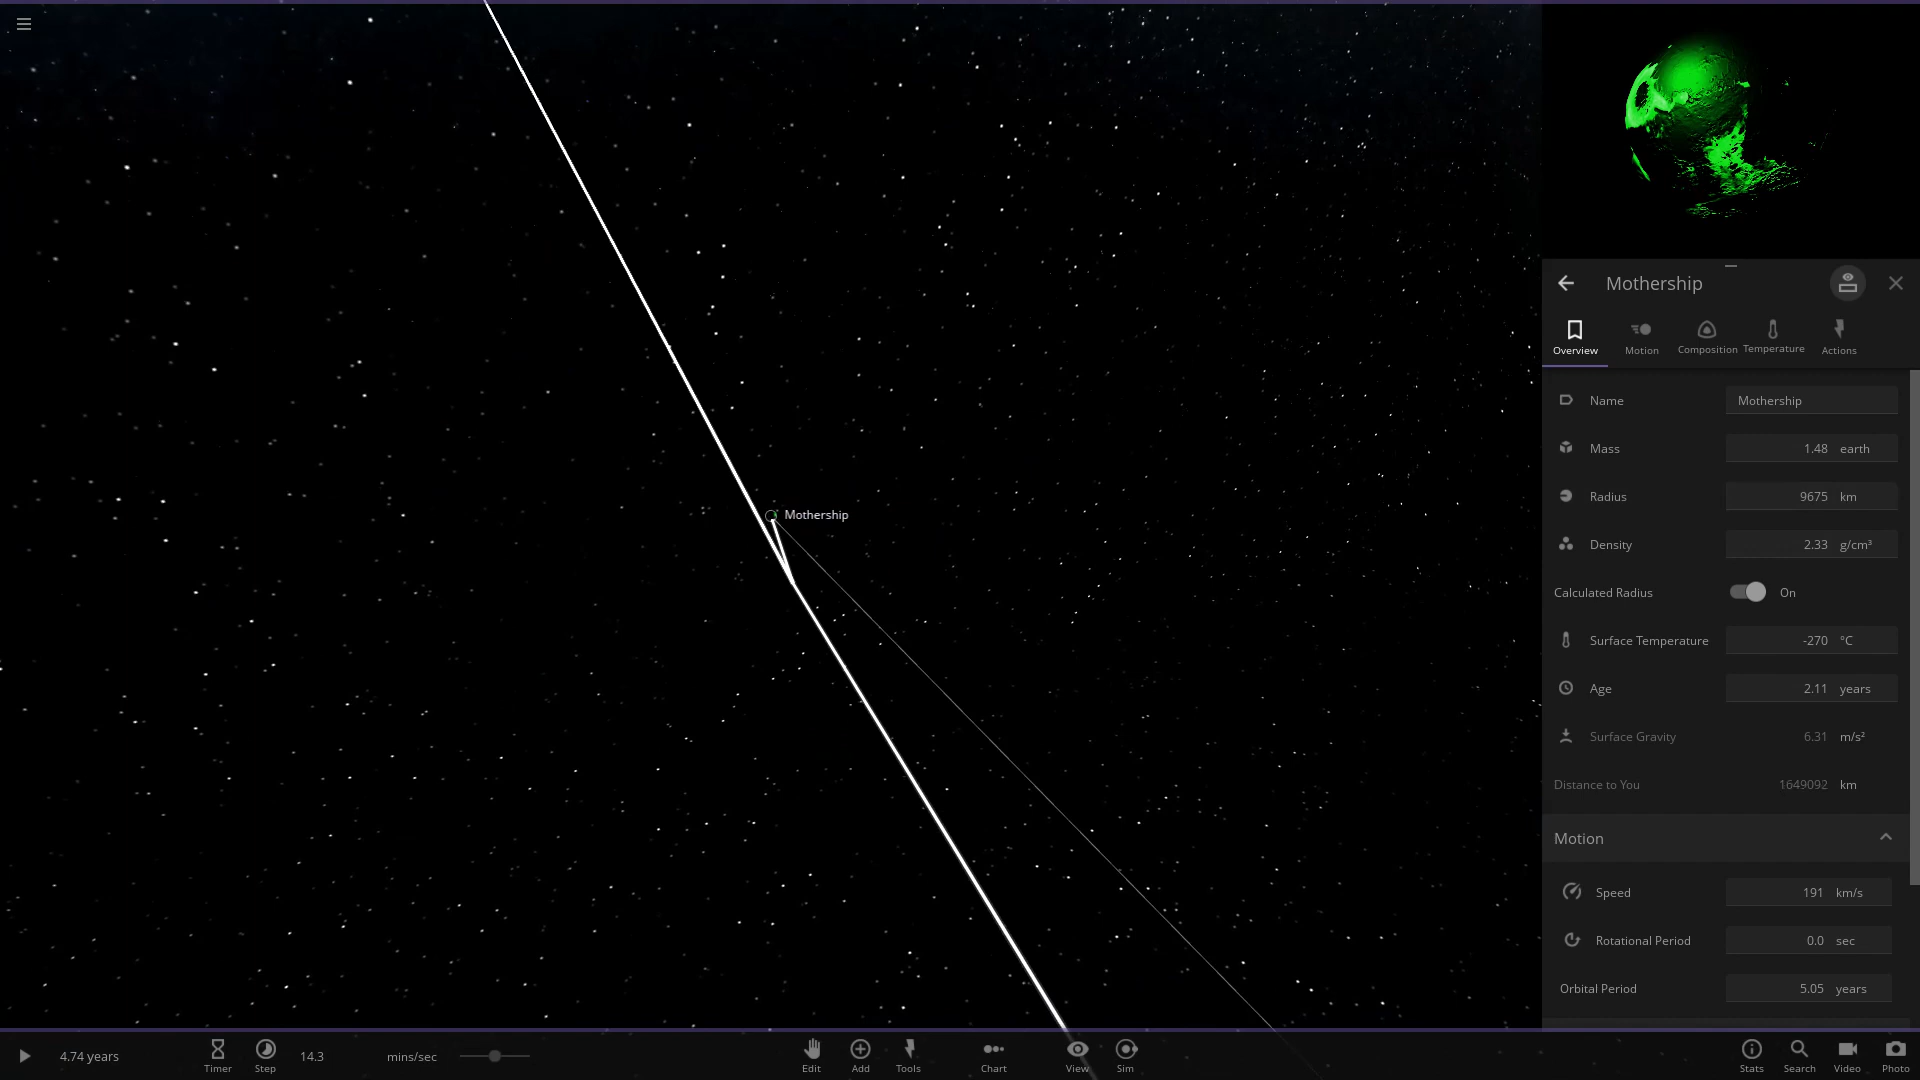 Mothership
Mothership
Overview
Motion
Composition
Temperature
Actions
Name Mothership
Mass 1.48 earth
Radius 9675 km
Density 2.33 g/cm³
Calculated Radius On
Surface Temperature -270 °C
Age 2.11 years
Surface Gravity 6.31 m/s²
Distance to You 1649092 km
Motion
Speed 191 km/s
Rotational Period 0.0 sec
Orbital Period 5.05 years
4.74 years
Timer
Step
14.3 mins/sec
Edit
Add
Tools
Chart
View
Sim
Stats
Search
Video
Photo